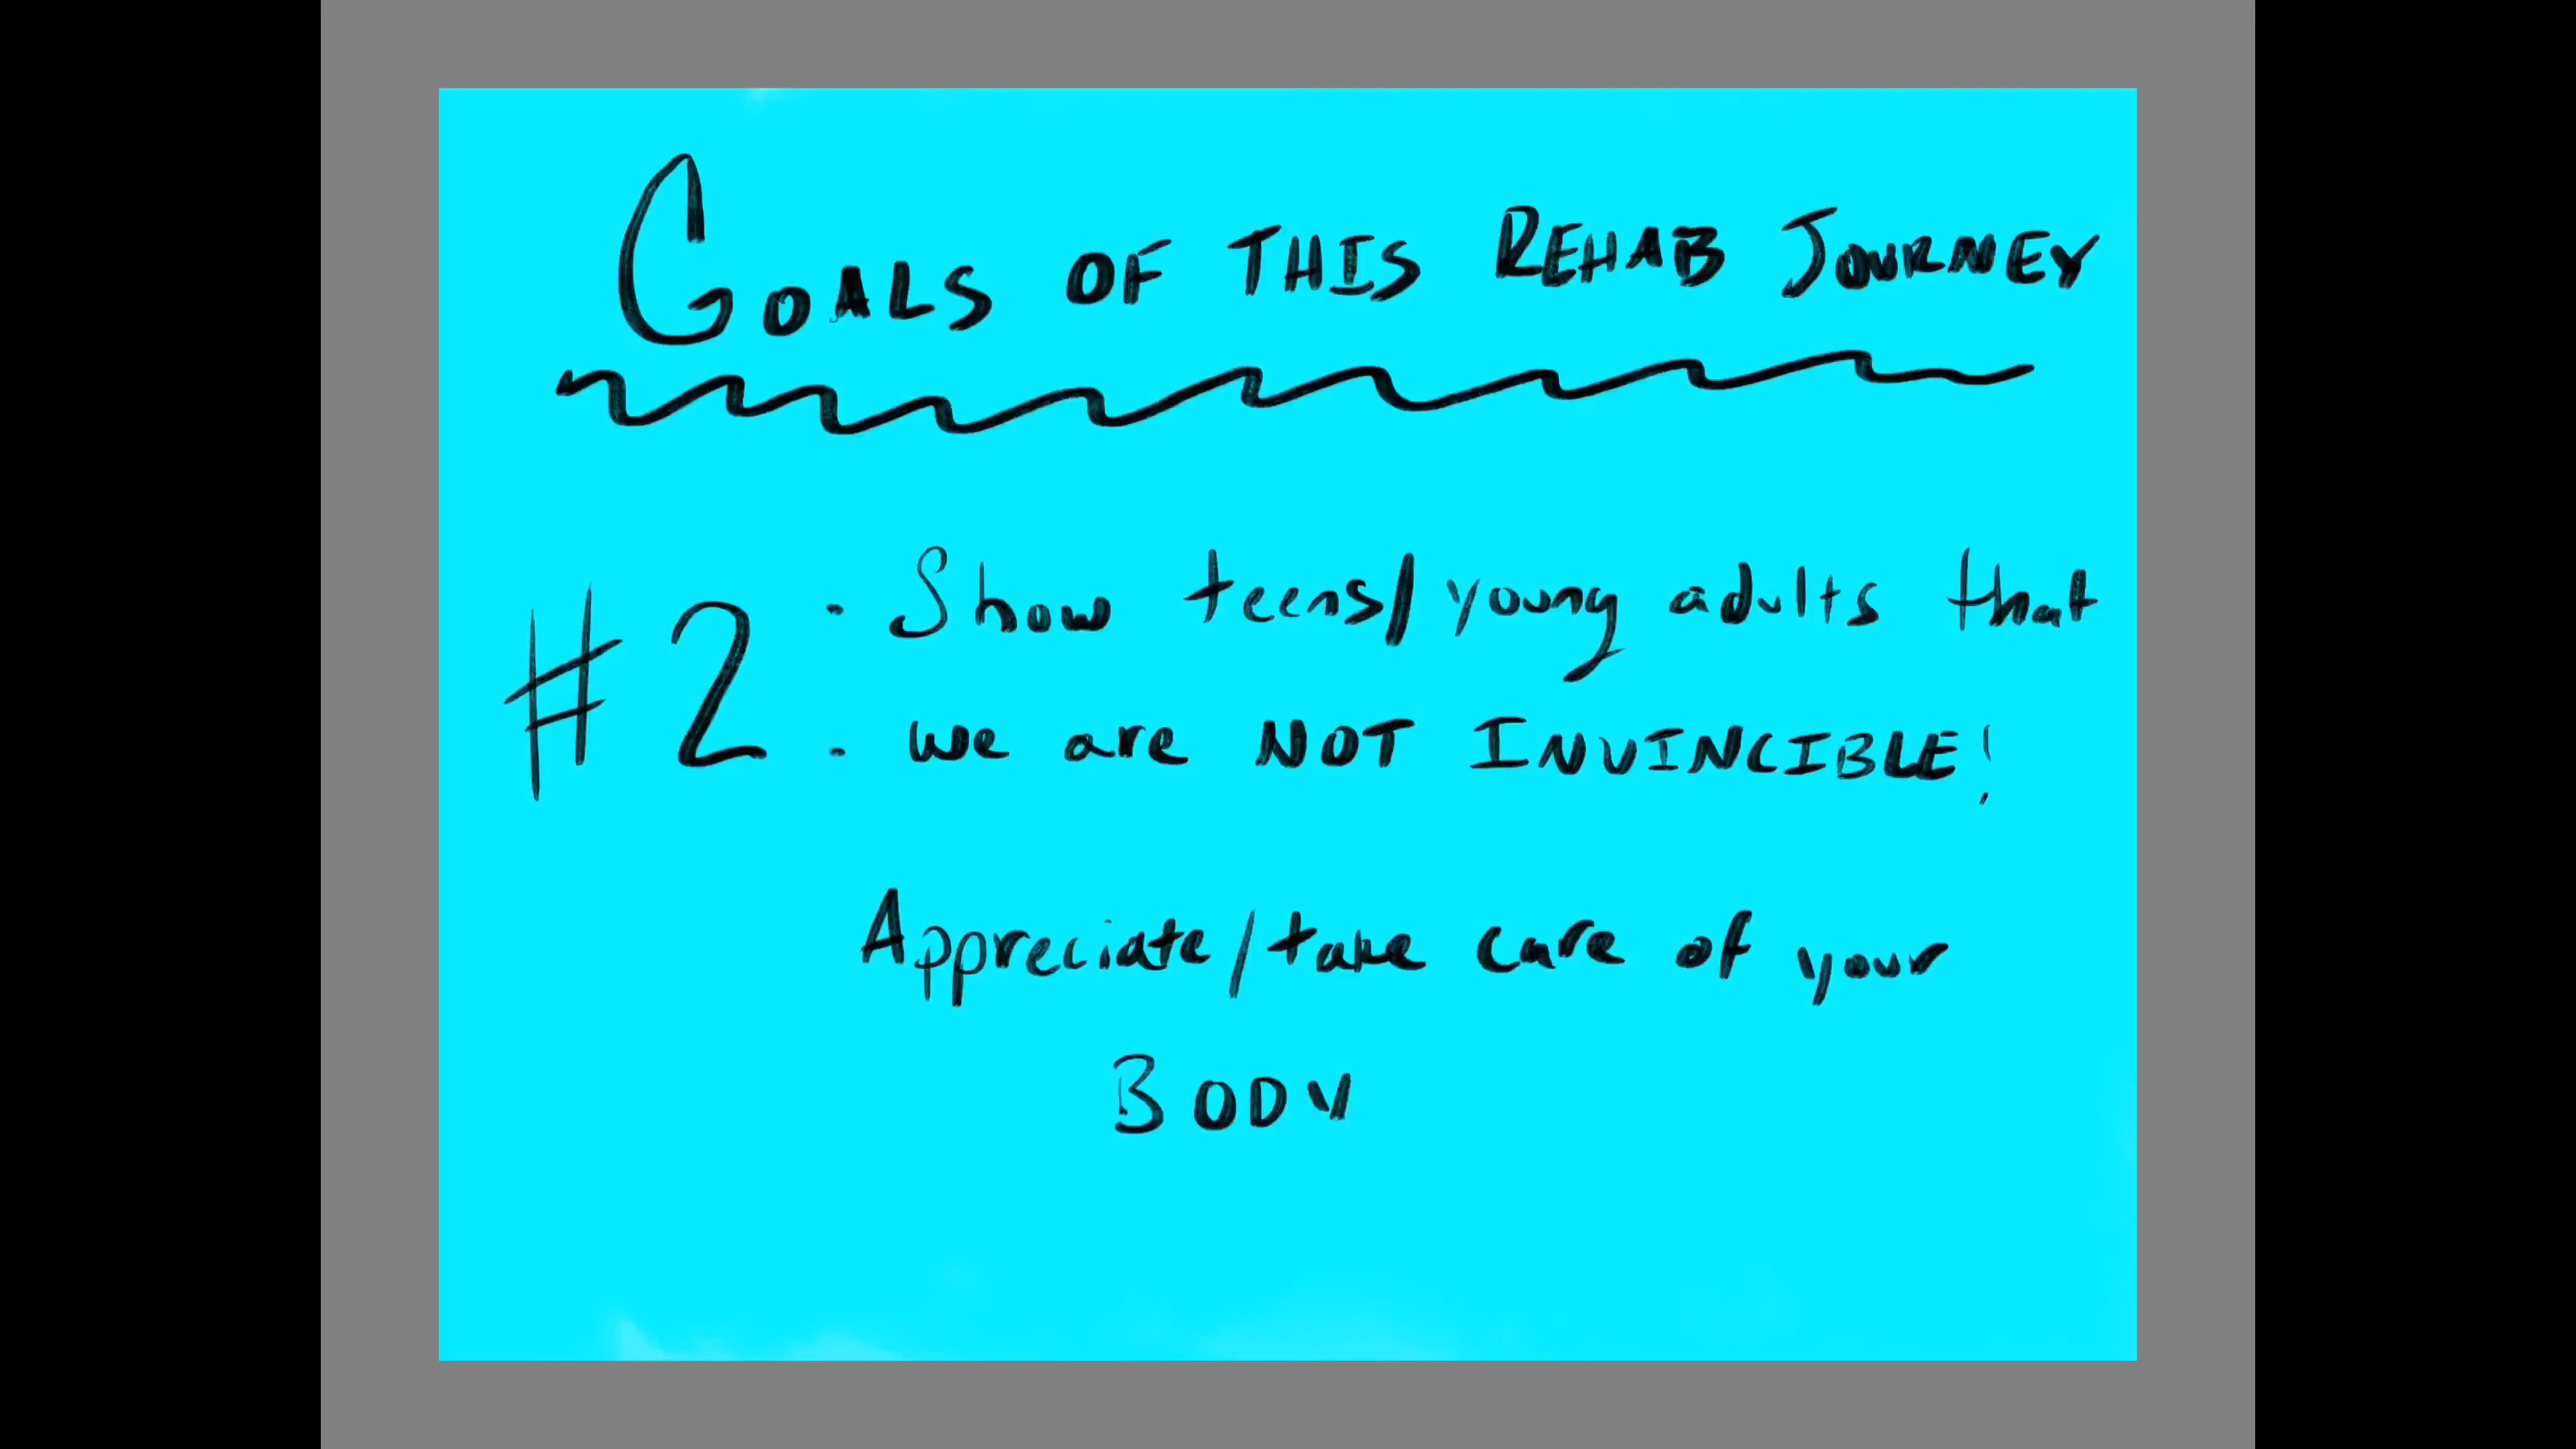 GOALS OF THIS REHAB JOURNEY
#2 · Show teens/young adults that
· we are NOT INVINCIBLE!
Appreciate/take care of your
BODY